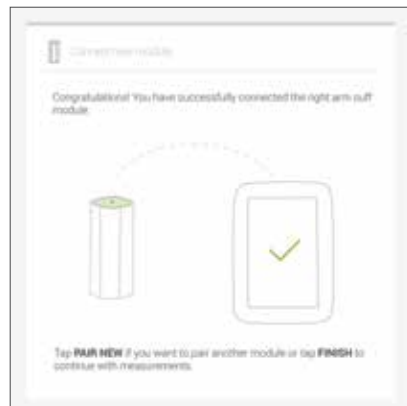 Connect new module
Congratulations! You have successfully connected the right arm cuff
module.
Tap PAIR NEW if you want to pair another module or tap FINISH to
continue with measurements.